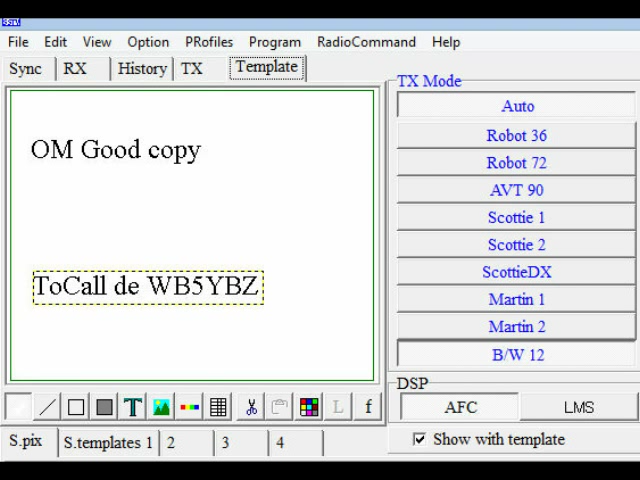 File Edit View Option PRofiles Program RadioCommand Help
Sync RX History TX Template
TX Mode
Auto
Robot 36
Robot 72
AVT 90
Scottie 1
Scottie 2
ScottieDX
Martin 1
Martin 2
B/W 12
OM Good copy
ToCall de WB5YBZ
DSP
AFC LMS
T L f
S.pix S.templates 1 2 3 4
Show with template